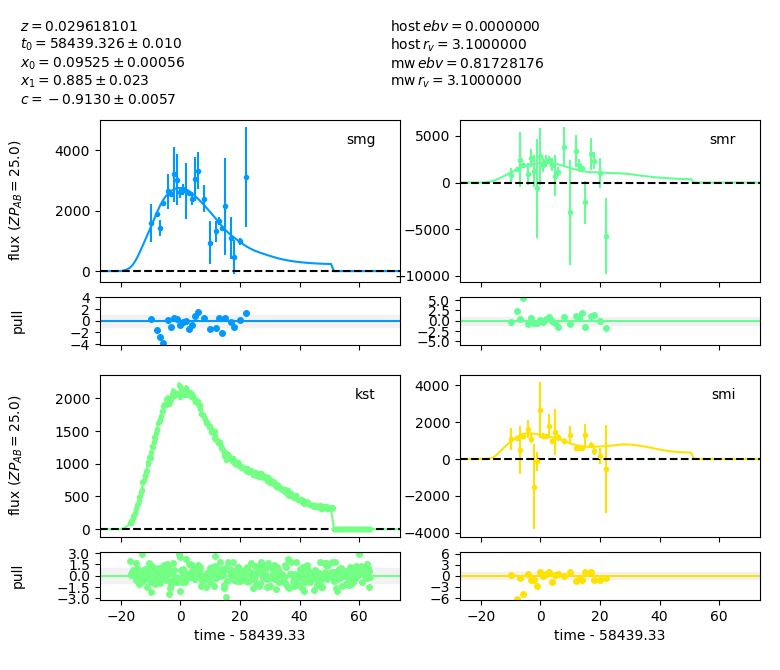 z = 0.029618101
t₀ = 58439.326 ± 0.010
x₀ = 0.09525 ± 0.00056
x₁ = 0.885 ± 0.023
c = −0.9130 ± 0.0057
host ebv = 0.0000000
host r_v = 3.1000000
mw ebv = 0.81728176
mw r_v = 3.1000000
smg
4000
2000
0
flux (ZP_AB = 25.0)
smr
5000
0
−5000
−10000
4
2
0
−2
−4
pull
5.0
2.5
0.0
−2.5
−5.0
kst
2000
1500
1000
500
0
flux (ZP_AB = 25.0)
smi
4000
2000
0
−2000
−4000
3.0
1.5
0.0
−1.5
−3.0
pull
−20 0 20 40 60
time - 58439.33
6
3
0
−3
−6
−20 0 20 40 60
time - 58439.33